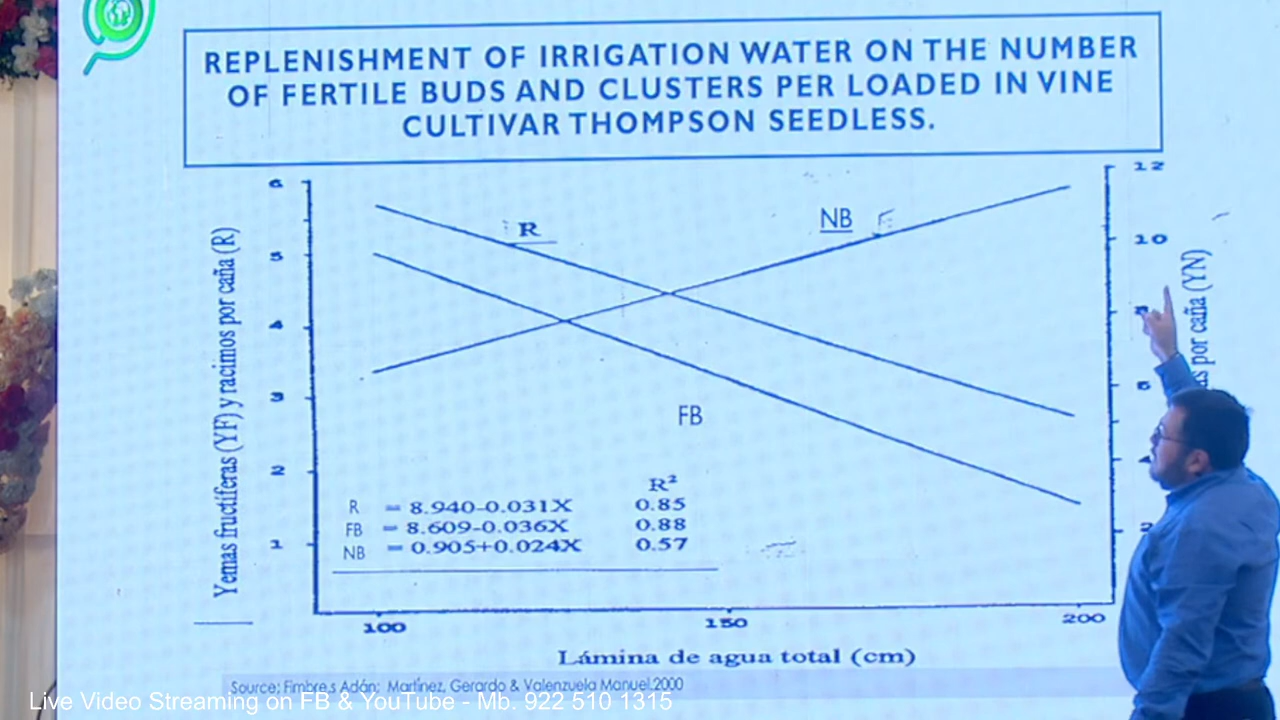 REPLENISHMENT OF IRRIGATION WATER ON THE NUMBER
OF FERTILE BUDS AND CLUSTERS PER LOADED IN VINE
CULTIVAR THOMPSON SEEDLESS.
6
5
4
3
2
1
Yemas fructíferas (YF) y racimos por caña (R)
R
NB
FB
12
10
6
2
por caña (YN)
R²
R = 8.940-0.031X 0.85
FB = 8.609-0.036X 0.88
NB = 0.905+0.024X 0.57
100 150 200
Lámina de agua total (cm)
Source: Fimbre,s Adán; Martínez, Gerardo & Valenzuela Manuel.2000
Live Video Streaming on FB & YouTube - Mb. 922 510 1315